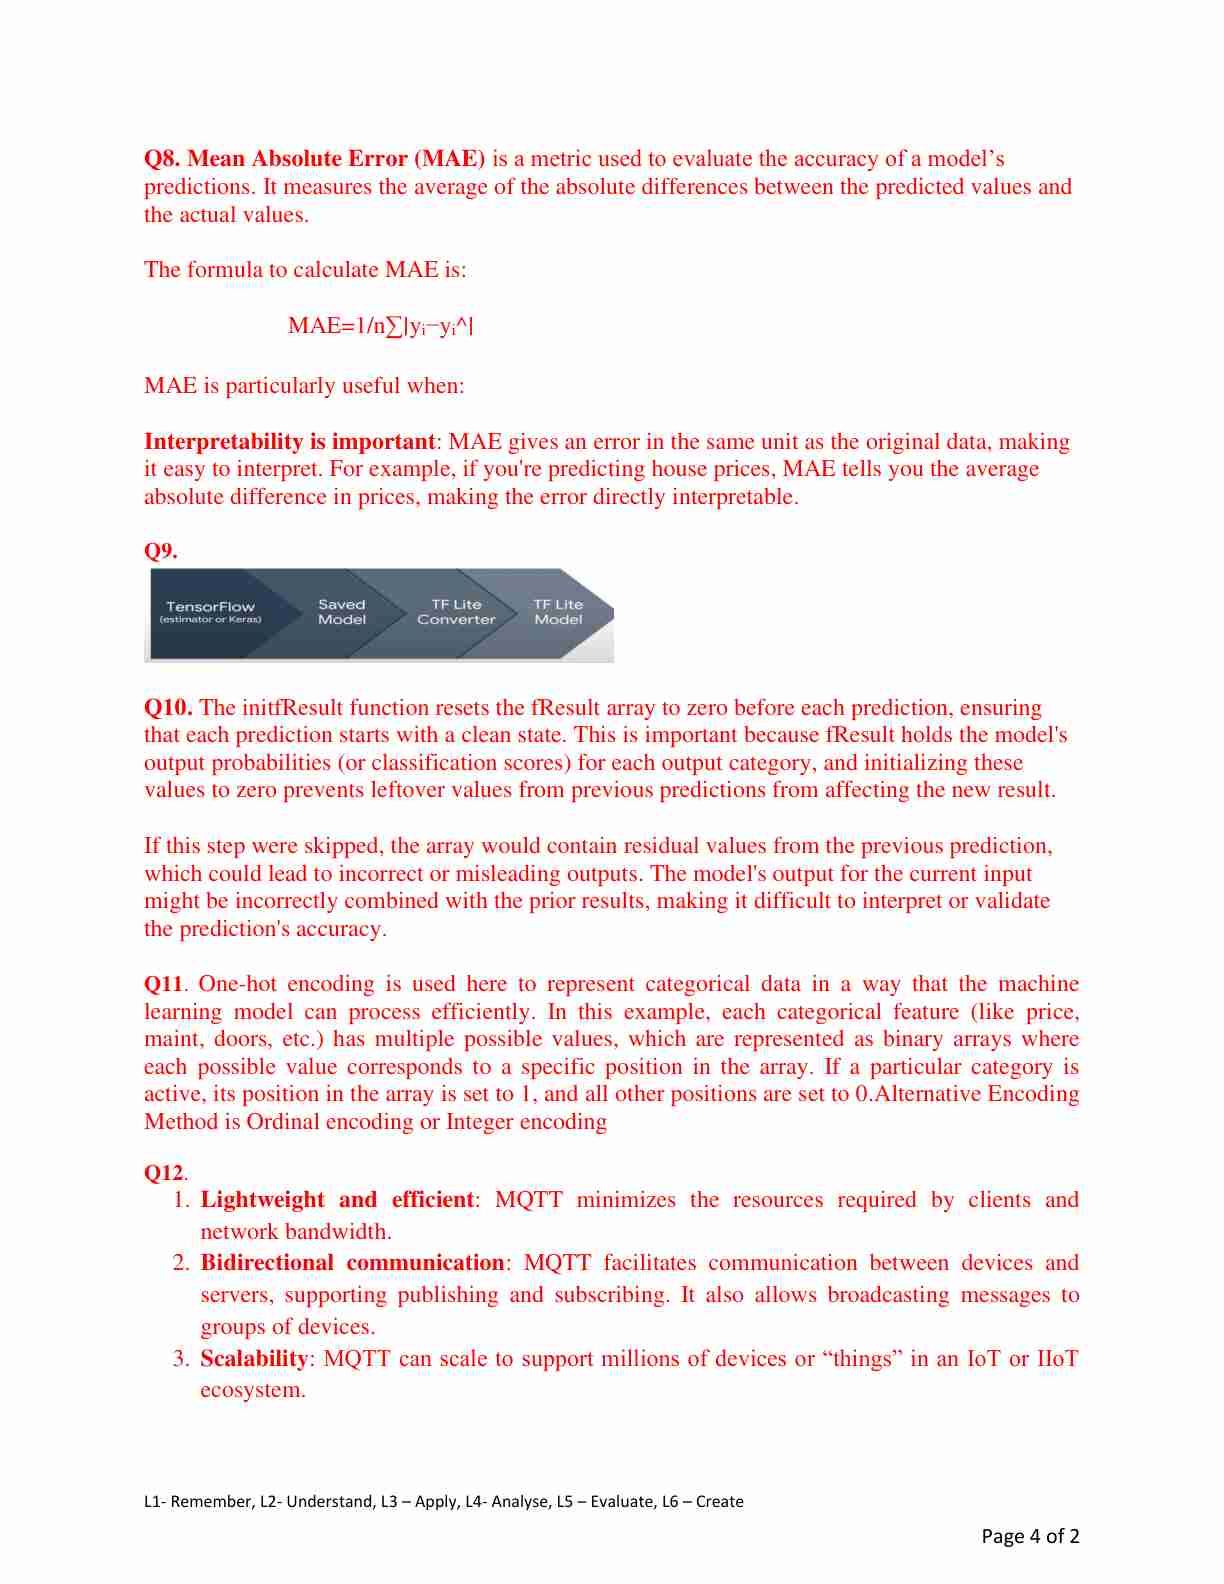 Q8. Mean Absolute Error (MAE) is a metric used to evaluate the accuracy of a model’s
predictions. It measures the average of the absolute differences between the predicted values and
the actual values.
The formula to calculate MAE is:
MAE=1/n∑|yᵢ−yᵢ^|
MAE is particularly useful when:
Interpretability is important: MAE gives an error in the same unit as the original data, making
it easy to interpret. For example, if you're predicting house prices, MAE tells you the average
absolute difference in prices, making the error directly interpretable.
Q9.
TensorFlow
(estimator or Keras)
Saved
Model
TF Lite
Converter
TF Lite
Model
Q10. The initfResult function resets the fResult array to zero before each prediction, ensuring
that each prediction starts with a clean state. This is important because fResult holds the model's
output probabilities (or classification scores) for each output category, and initializing these
values to zero prevents leftover values from previous predictions from affecting the new result.
If this step were skipped, the array would contain residual values from the previous prediction,
which could lead to incorrect or misleading outputs. The model's output for the current input
might be incorrectly combined with the prior results, making it difficult to interpret or validate
the prediction's accuracy.
Q11. One-hot encoding is used here to represent categorical data in a way that the machine
learning model can process efficiently. In this example, each categorical feature (like price,
maint, doors, etc.) has multiple possible values, which are represented as binary arrays where
each possible value corresponds to a specific position in the array. If a particular category is
active, its position in the array is set to 1, and all other positions are set to 0.Alternative Encoding
Method is Ordinal encoding or Integer encoding
Q12.
1. Lightweight and efficient: MQTT minimizes the resources required by clients and
network bandwidth.
2. Bidirectional communication: MQTT facilitates communication between devices and
servers, supporting publishing and subscribing. It also allows broadcasting messages to
groups of devices.
3. Scalability: MQTT can scale to support millions of devices or “things” in an IoT or IIoT
ecosystem.
L1- Remember, L2- Understand, L3 – Apply, L4- Analyse, L5 – Evaluate, L6 – Create
Page 4 of 2